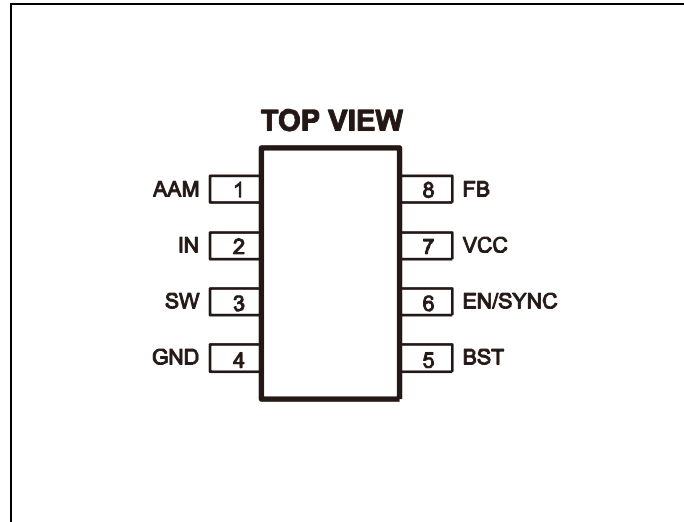 TOP VIEW
AAM 1 8 FB
IN 2 7 VCC
SW 3 6 EN/SYNC
GND 4 5 BST